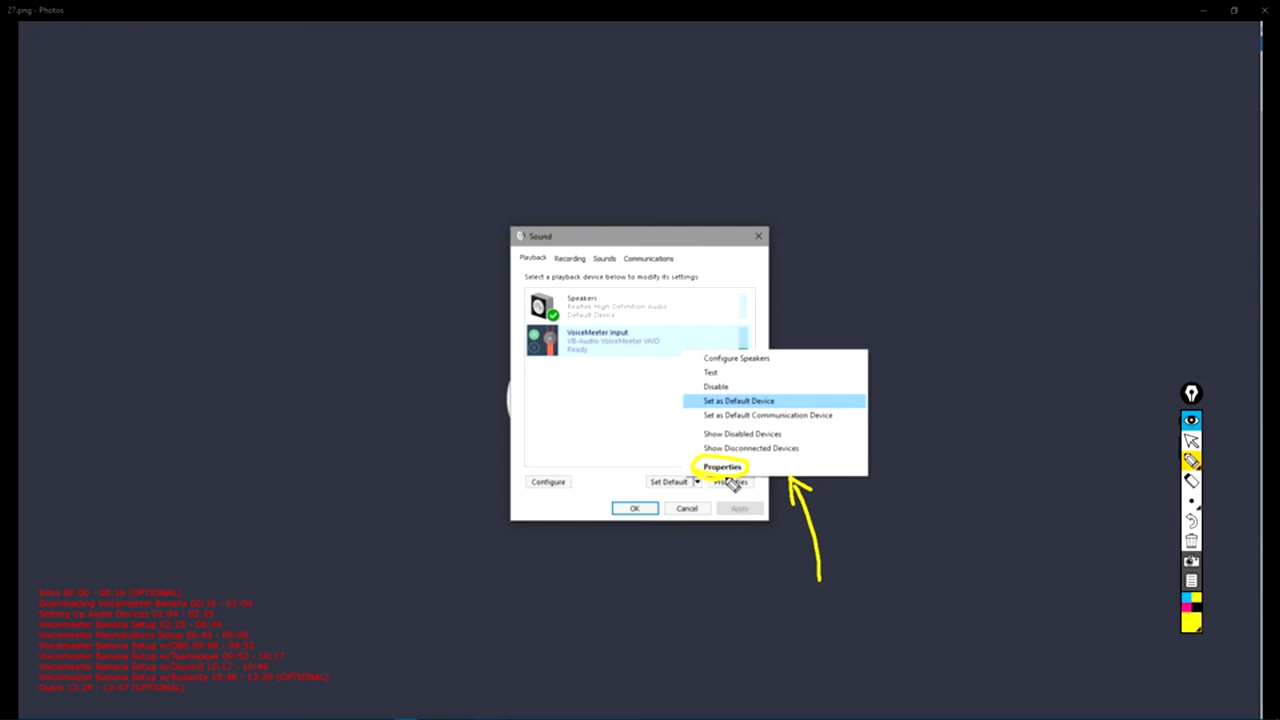 27.png - Photos
Sound
Playback Recording Sounds Communications
Select a playback device below to modify its settings:
Speakers
Realtek High Definition Audio
Default Device
VoiceMeeter Input
VB-Audio VoiceMeeter VAIO
Ready
Configure Speakers
Test
Disable
Set as Default Device
Set as Default Communication Device
Show Disabled Devices
Show Disconnected Devices
Properties
Configure Set Default Properties
OK Cancel Apply
Intro 00:00 - 00:16 (OPTIONAL)
Downloading Voicemeeter Banana 00:16 - 01:04
Setting Up Audio Devices 01:04 - 02:25
Voicemeeter Banana Setup 02:25 - 06:46
Voicemeeter Macrobuttons Setup 06:46 - 09:08
Voicemeeter Banana Setup w/OBS 09:08 - 09:52
Voicemeeter Banana Setup w/Teamspeak 09:52 - 10:17
Voicemeeter Banana Setup w/Discord 10:17 - 10:46
Voicemeeter Banana Setup w/Audacity 10:46 - 13:29 (OPTIONAL)
Outro 13:29 - 13:47 (OPTIONAL)